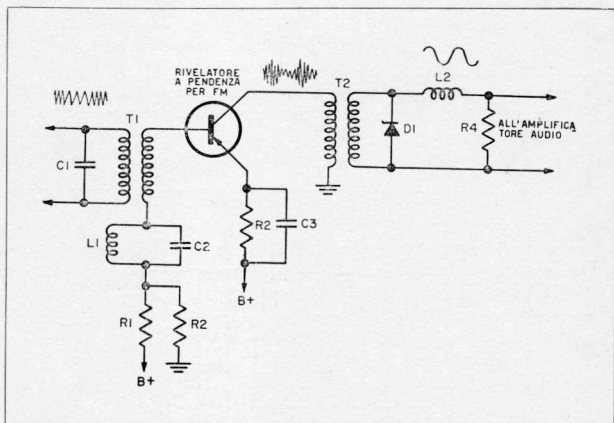 RIVELATORE
A PENDENZA
PER FM
T1
C1
L1
C2
R1
R2
B+
R2
C3
B+
T2
L2
D1
R4
ALL'AMPLIFICA
TORE AUDIO